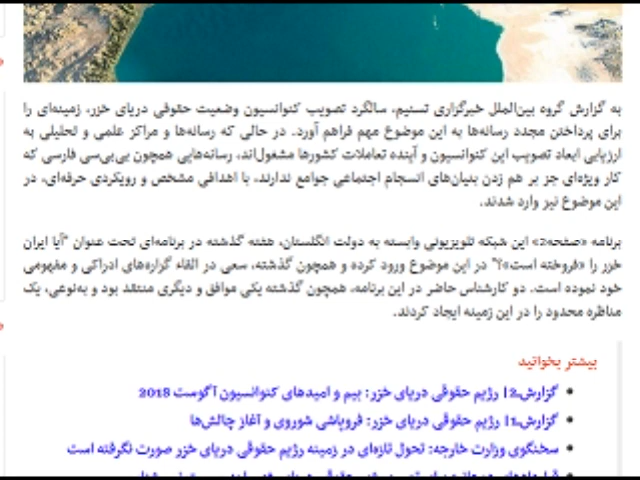 به گزارش گروه بین‌الملل خبرگزاری تسنیم، سالگرد تصویب کنوانسیون وضعیت حقوقی دریای خزر، زمینه‌ای را
برای پرداختن مجدد رسانه‌ها به این موضوع مهم فراهم آورد. در حالی که رسانه‌ها و مراکز علمی و تحلیلی به
ارزیابی ابعاد تصویب این کنوانسیون و آینده تعاملات کشورها مشغول‌اند، رسانه‌هایی همچون بی‌بی‌سی فارسی که
کار ویژه‌ای جز بر هم زدن بنیان‌های انسجام اجتماعی جوامع ندارند، با اهدافی مشخص و رویکردی حرفه‌ای، در
این موضوع نیز وارد شدند.
برنامه «صفحه2» این شبکه تلویزیونی وابسته به دولت انگلستان، هفته گذشته در برنامه‌ای تحت عنوان "آیا ایران
خزر را «فروخته است»؟" در این موضوع ورود کرده و همچون گذشته، سعی در القاء گزاره‌های ادراکی و مفهومی
خود نموده است. دو کارشناس حاضر در این برنامه، همچون گذشته یکی موافق و دیگری منتقد بود و به‌نوعی، یک
مناظره محدود را در این زمینه ایجاد کردند.
بیشتر بخوانید
گزارش2| رژیم حقوقی دریای خزر: بیم و امیدهای کنوانسیون آگوست 2018
گزارش1| رژیم حقوقی دریای خزر: فروپاشی شوروی و آغاز چالش‌ها
سخنگوی وزارت خارجه: تحول تازه‌ای در زمینه رژیم حقوقی دریای خزر صورت نگرفته است